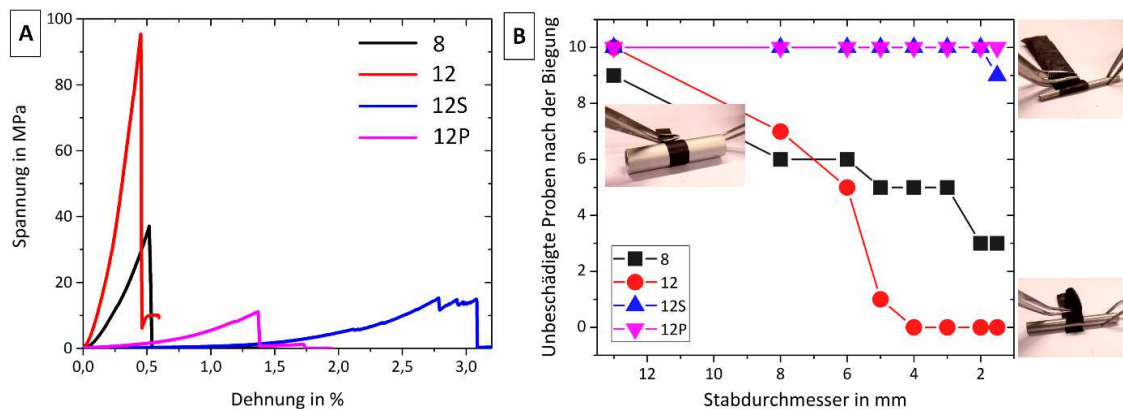 A
Spannung in MPa
100
80
60
40
20
0
8
12
12S
12P
0,0 0,5 1,0 1,5 2,0 2,5 3,0
Dehnung in %
B
Unbeschädigte Proben nach der Biegung
10
8
6
4
2
0
8
12
12S
12P
12 10 8 6 4 2
Stabdurchmesser in mm